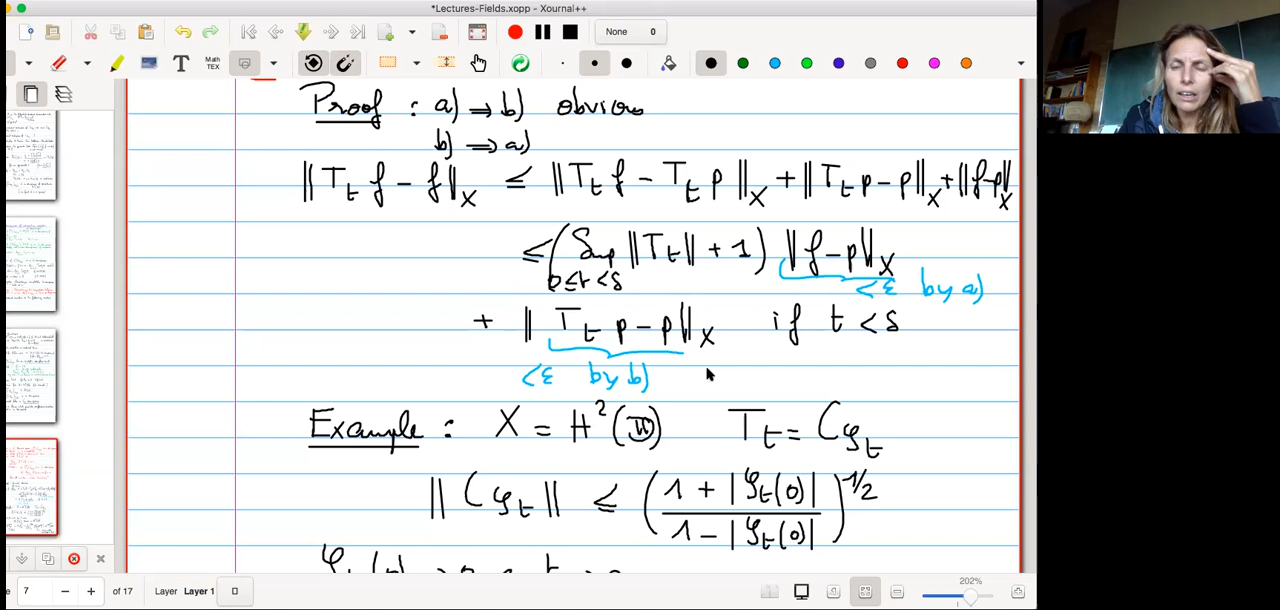 *Lectures-Fields.xopp — Xournal++
None 0
T Math TEX
Proof : a) ⇒ b) obvious
b) ⇒ a)
‖T_t f − f‖_X ≤ ‖T_t f − T_t p‖_X + ‖T_t p − p‖_X + ‖f−p‖_X
≤ (Sup_{0≤t<δ} ‖T_t‖ + 1) ‖f − p‖_X
<ε by a)
+ ‖T_t p − p‖_X if t < δ
<ε by b)
Example : X = H²(𝔻) T_t = C_{φ_t}
‖C_{φ_t}‖ ≤ ((1 + |φ_t(0)|)/(1 − |φ_t(0)|))^{1/2}
7 of 17 Layer Layer 1 202%